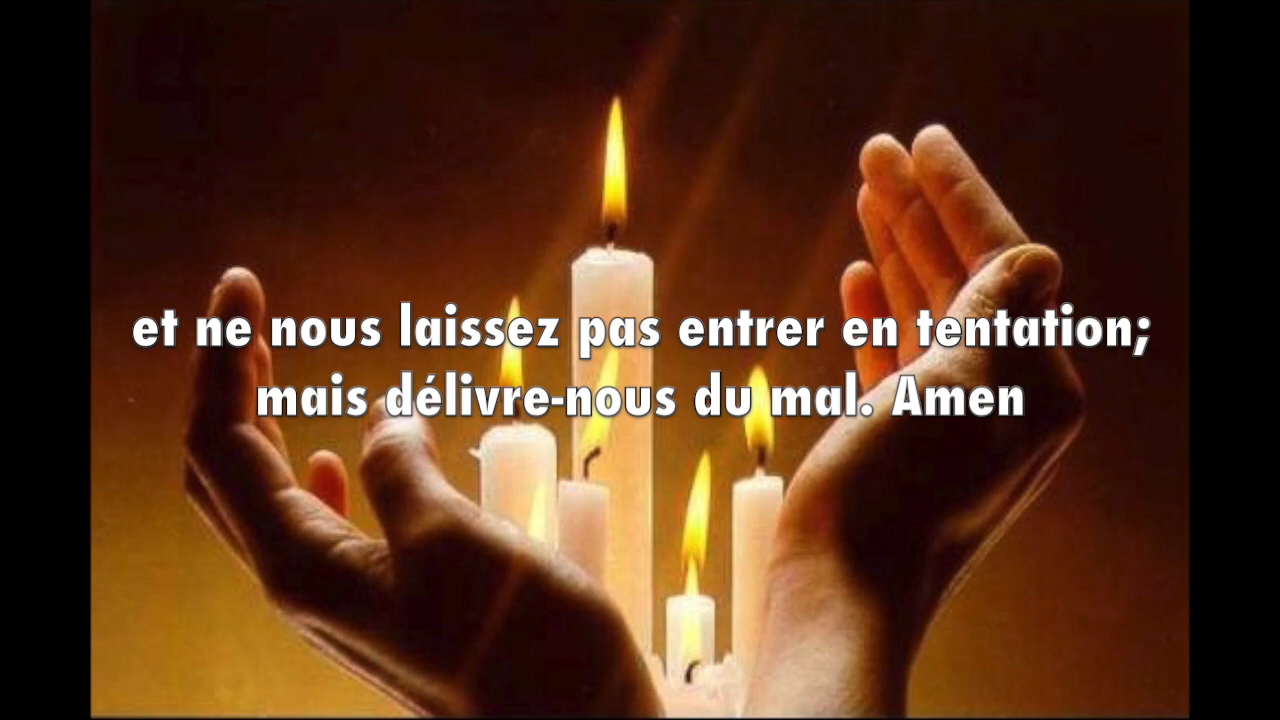 et ne nous laissez pas entrer en tentation;
mais délivre-nous du mal. Amen